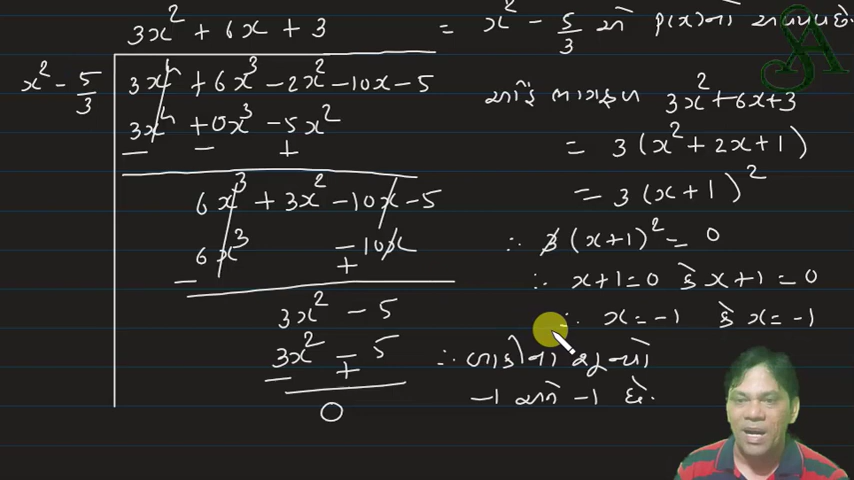 3x² + 6x + 3
x² - 5/3
3x⁴ + 6x³ - 2x² - 10x - 5
3x⁴ + 0x³ - 5x²
- - +
6x³ + 3x² - 10x - 5
6x³ - 10x
- +
3x² - 5
3x² - 5
- +
0
= x² - 5/3 એ p(x)નો અવયવ છે.
3x² + 6x + 3
= 3(x² + 2x + 1)
= 3(x + 1)²
∴ 3(x+1)² = 0
∴ x+1=0 કે x+1=0
∴ x=-1 કે x=-1
∴ બાકીના શૂન્યો
-1 અને -1 છે.